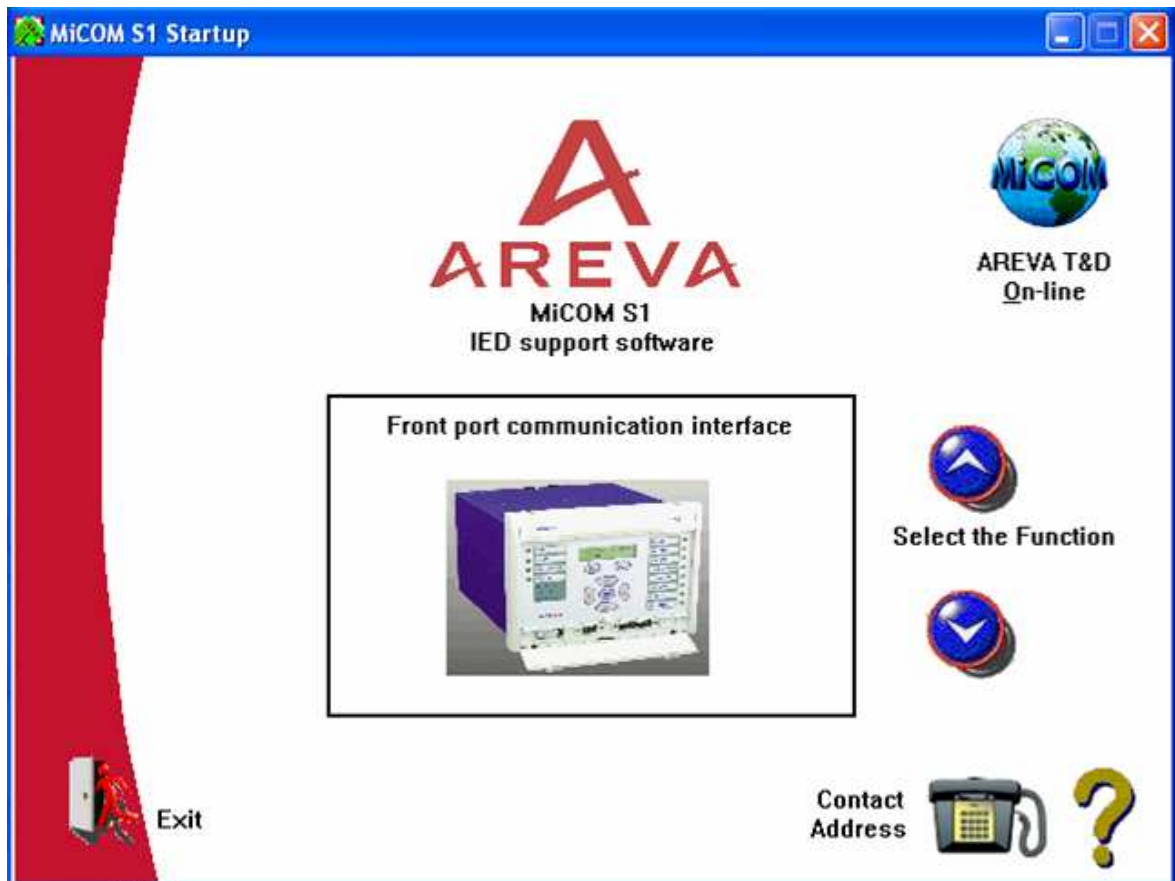 MiCOM S1 Startup
AREVA
MiCOM S1
IED support software
MiCOM
AREVA T&D
On-line
Front port communication interface
Select the Function
Exit
Contact
Address